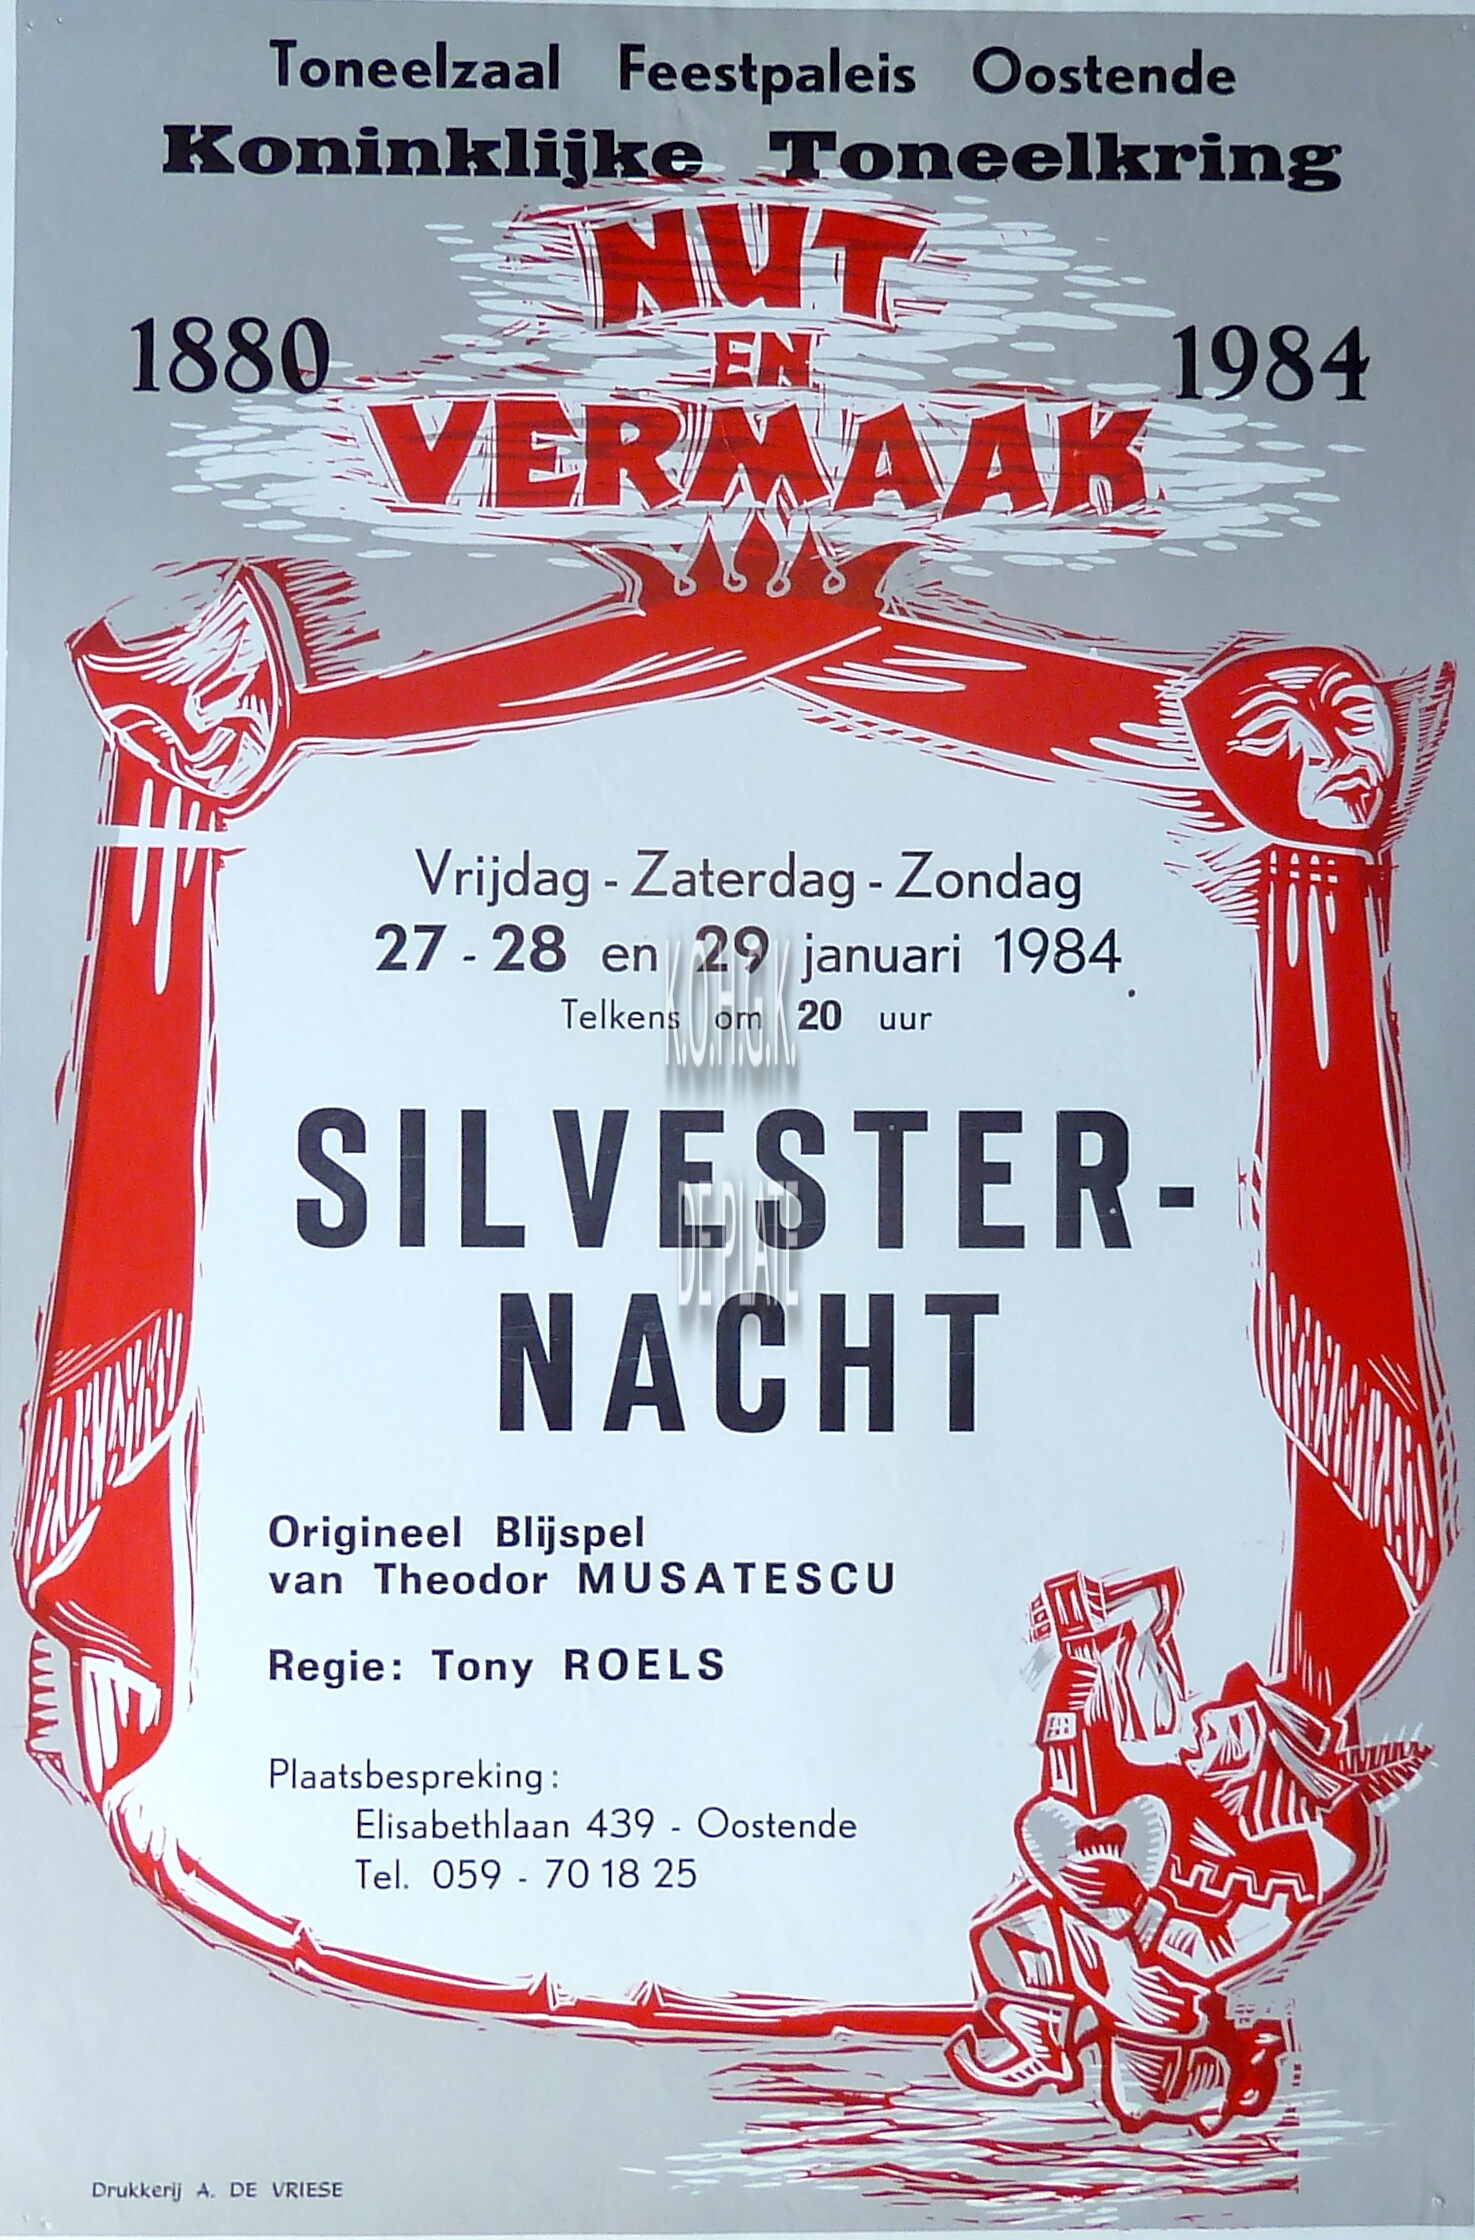 Toneelzaal Feestpaleis Oostende
Koninklijke Toneelkring
NUT
EN
VERMAAK
1880 1984
Vrijdag - Zaterdag - Zondag
27 - 28 en 29 januari 1984
Telkens om 20 uur
K.O.H.G.K.
SILVESTER-
DE PLATE
NACHT
Origineel Blijspel
van Theodor MUSATESCU
Regie: Tony ROELS
Plaatsbespreking:
Elisabethlaan 439 - Oostende
Tel. 059 - 70 18 25
Drukkerij A. DE VRIESE